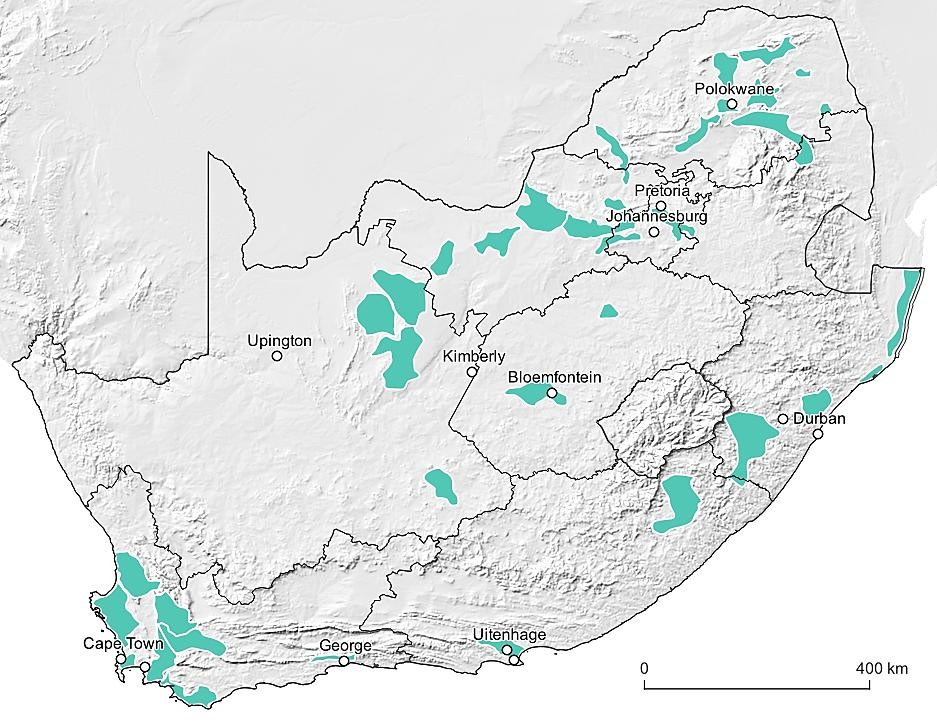 Polokwane
Pretoria
Johannesburg
Upington
Kimberly
Bloemfontein
Durban
Cape Town
George
Uitenhage
0
400 km